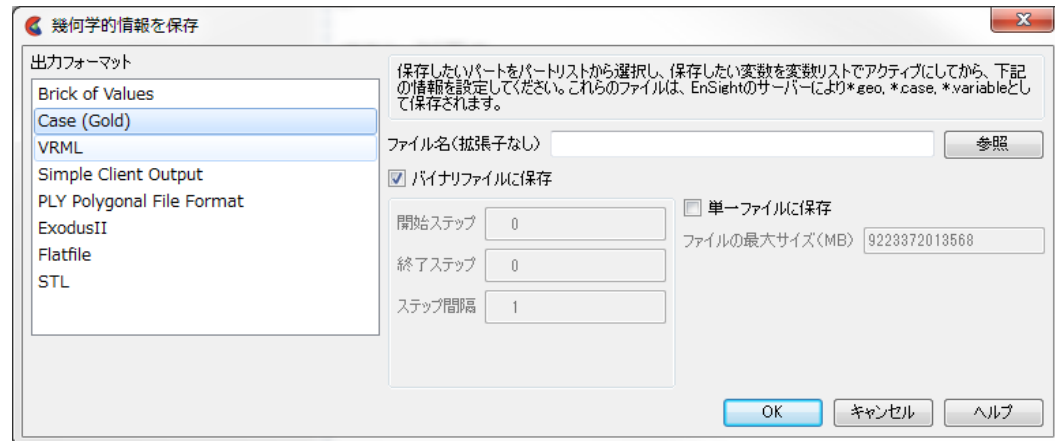 幾何学的情報を保存
出力フォーマット
Brick of Values
Case (Gold)
VRML
Simple Client Output
PLY Polygonal File Format
ExodusII
Flatfile
STL
保存したいパートをパートリストから選択し、保存したい変数を変数リストでアクティブにしてから、下記
の情報を設定してください。これらのファイルは、EnSightのサーバーにより*.geo, *.case, *.variableとし
て保存されます。
ファイル名(拡張子なし)
参照
バイナリファイルに保存
開始ステップ 0
終了ステップ 0
ステップ間隔 1
単一ファイルに保存
ファイルの最大サイズ(MB) 9223372013568
OK
キャンセル
ヘルプ